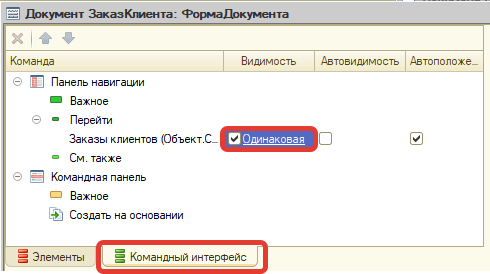 Документ ЗаказКлиента: ФормаДокумента
Команда Видимость Автовидимость Автоположе...
Панель навигации
Важное
Перейти
Заказы клиентов (Объект.С... Одинаковая
См. также
Командная панель
Важное
Создать на основании
Элементы Командный интерфейс